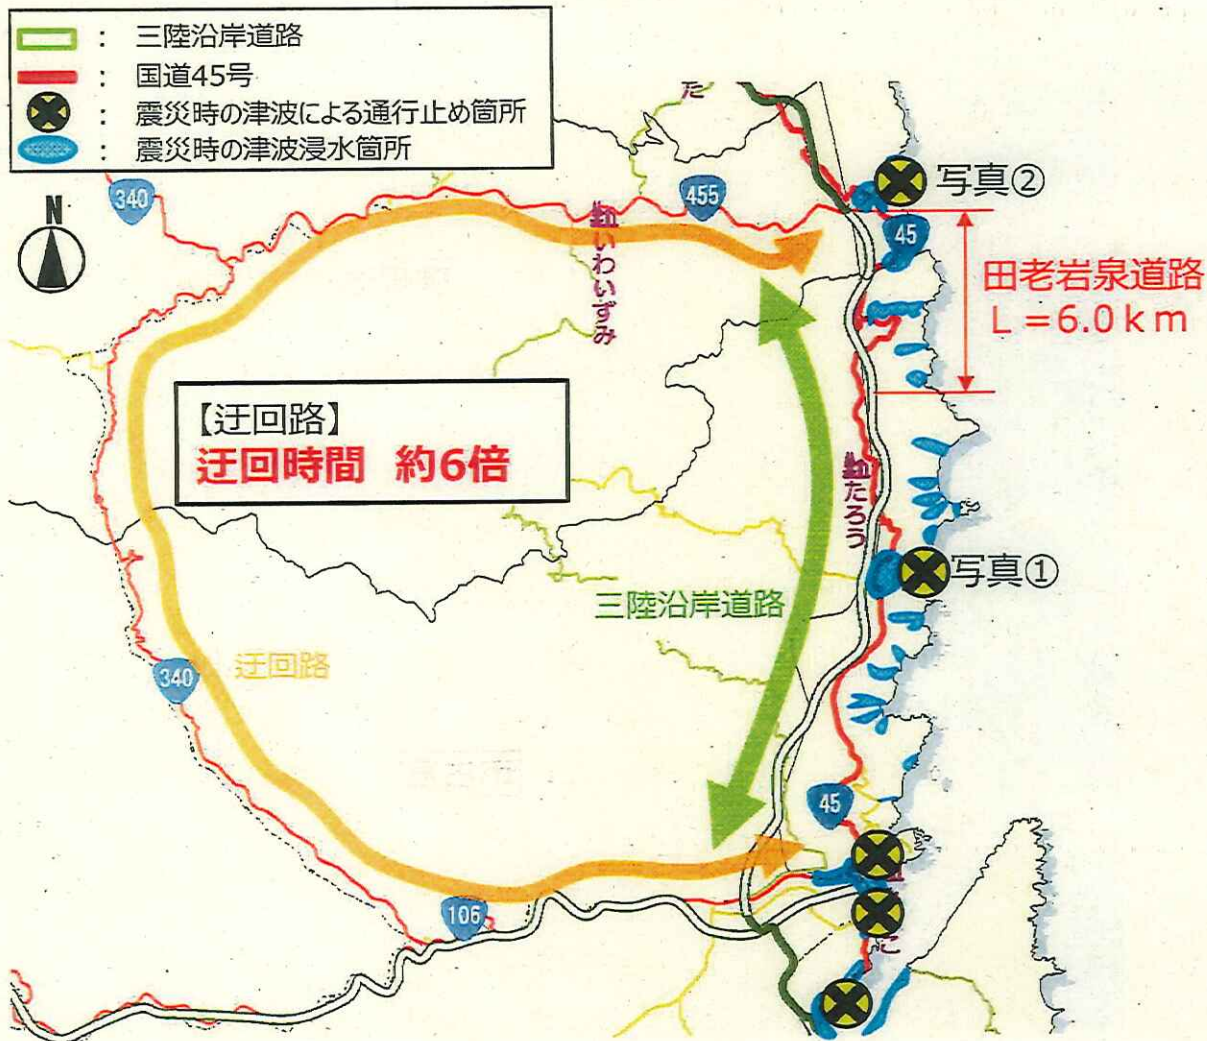 ： 三陸沿岸道路
： 国道45号
： 震災時の津波による通行止め箇所
： 震災時の津波浸水箇所
N
340
455
た
写真②
45
いわいずみ
田老岩泉道路
L=6.0km
【迂回路】
迂回時間 約6倍
たろう
写真①
三陸沿岸道路
迂回路
340
45
106
こ